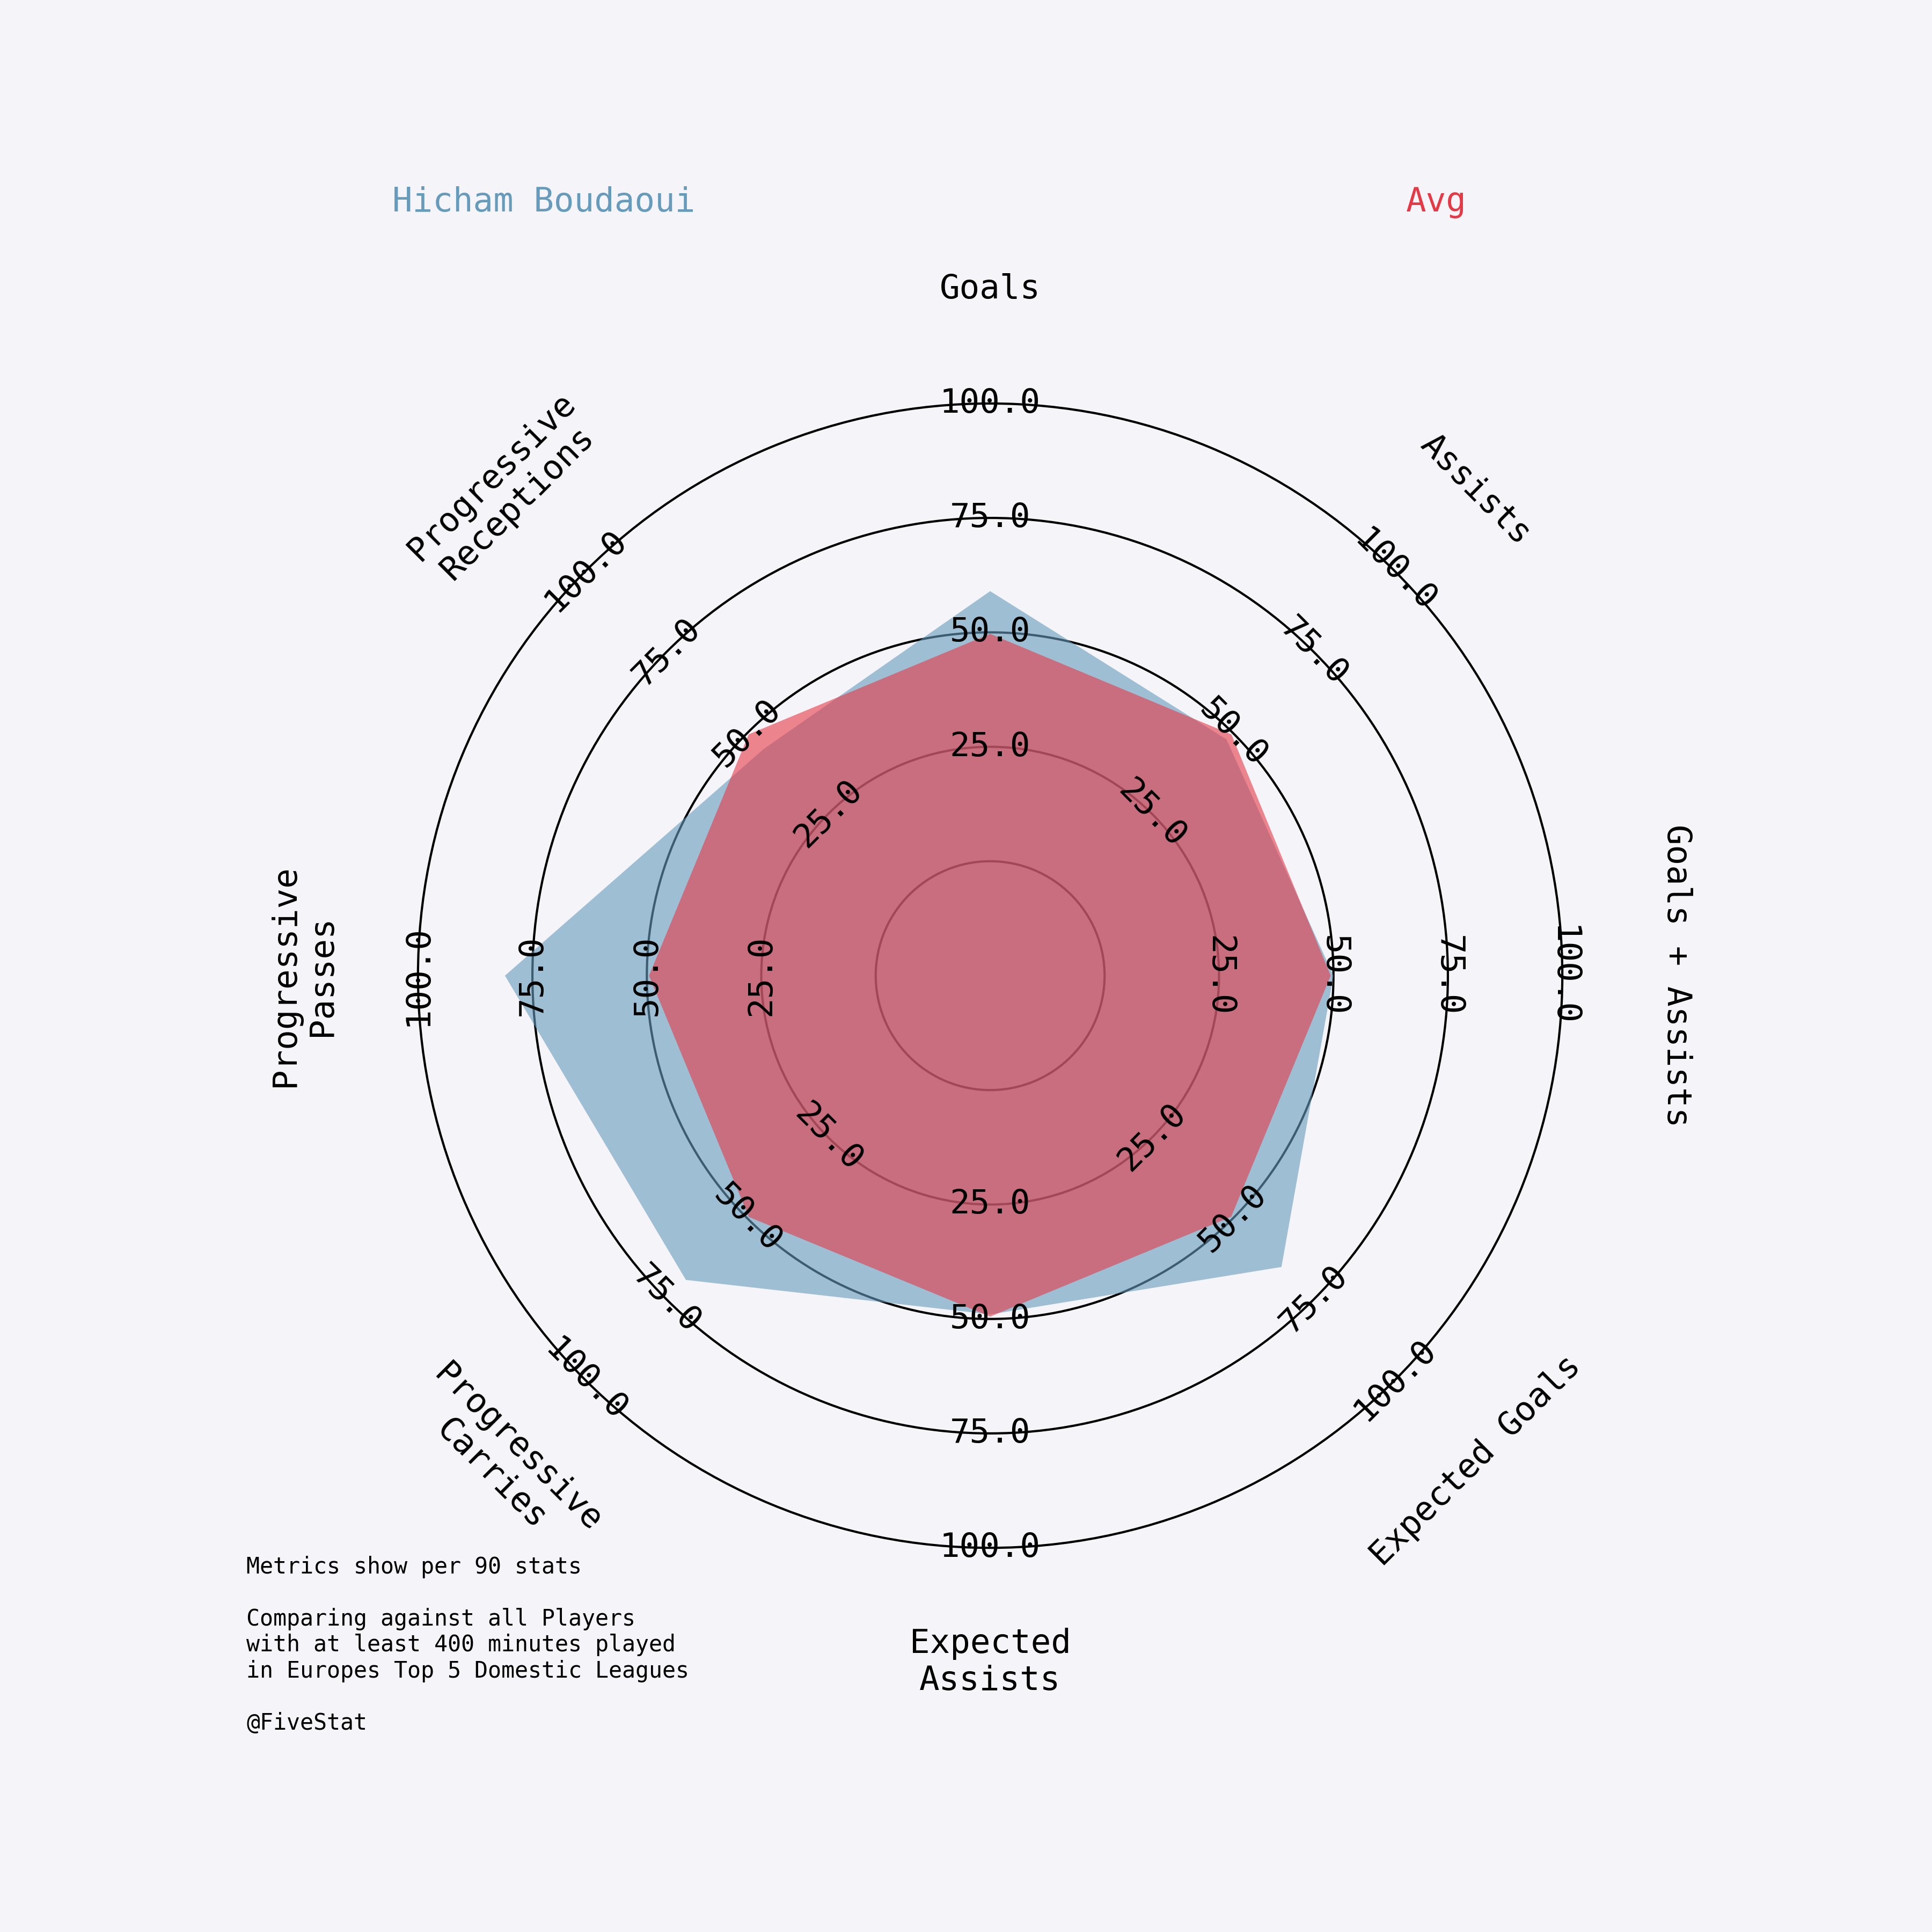 Hicham Boudaoui
Avg
Goals
Assists
Goals + Assists
Expected Goals
Expected
Assists
Progressive
Carries
Progressive
Passes
Progressive
Receptions
25.0
50.0
75.0
100.0
25.0
50.0
75.0
100.0
25.0
50.0
75.0
100.0
25.0
50.0
75.0
100.0
25.0
50.0
75.0
100.0
25.0
50.0
75.0
100.0
25.0
50.0
75.0
100.0
25.0
50.0
75.0
100.0
Metrics show per 90 stats
Comparing against all Players
with at least 400 minutes played
in Europes Top 5 Domestic Leagues
@FiveStat